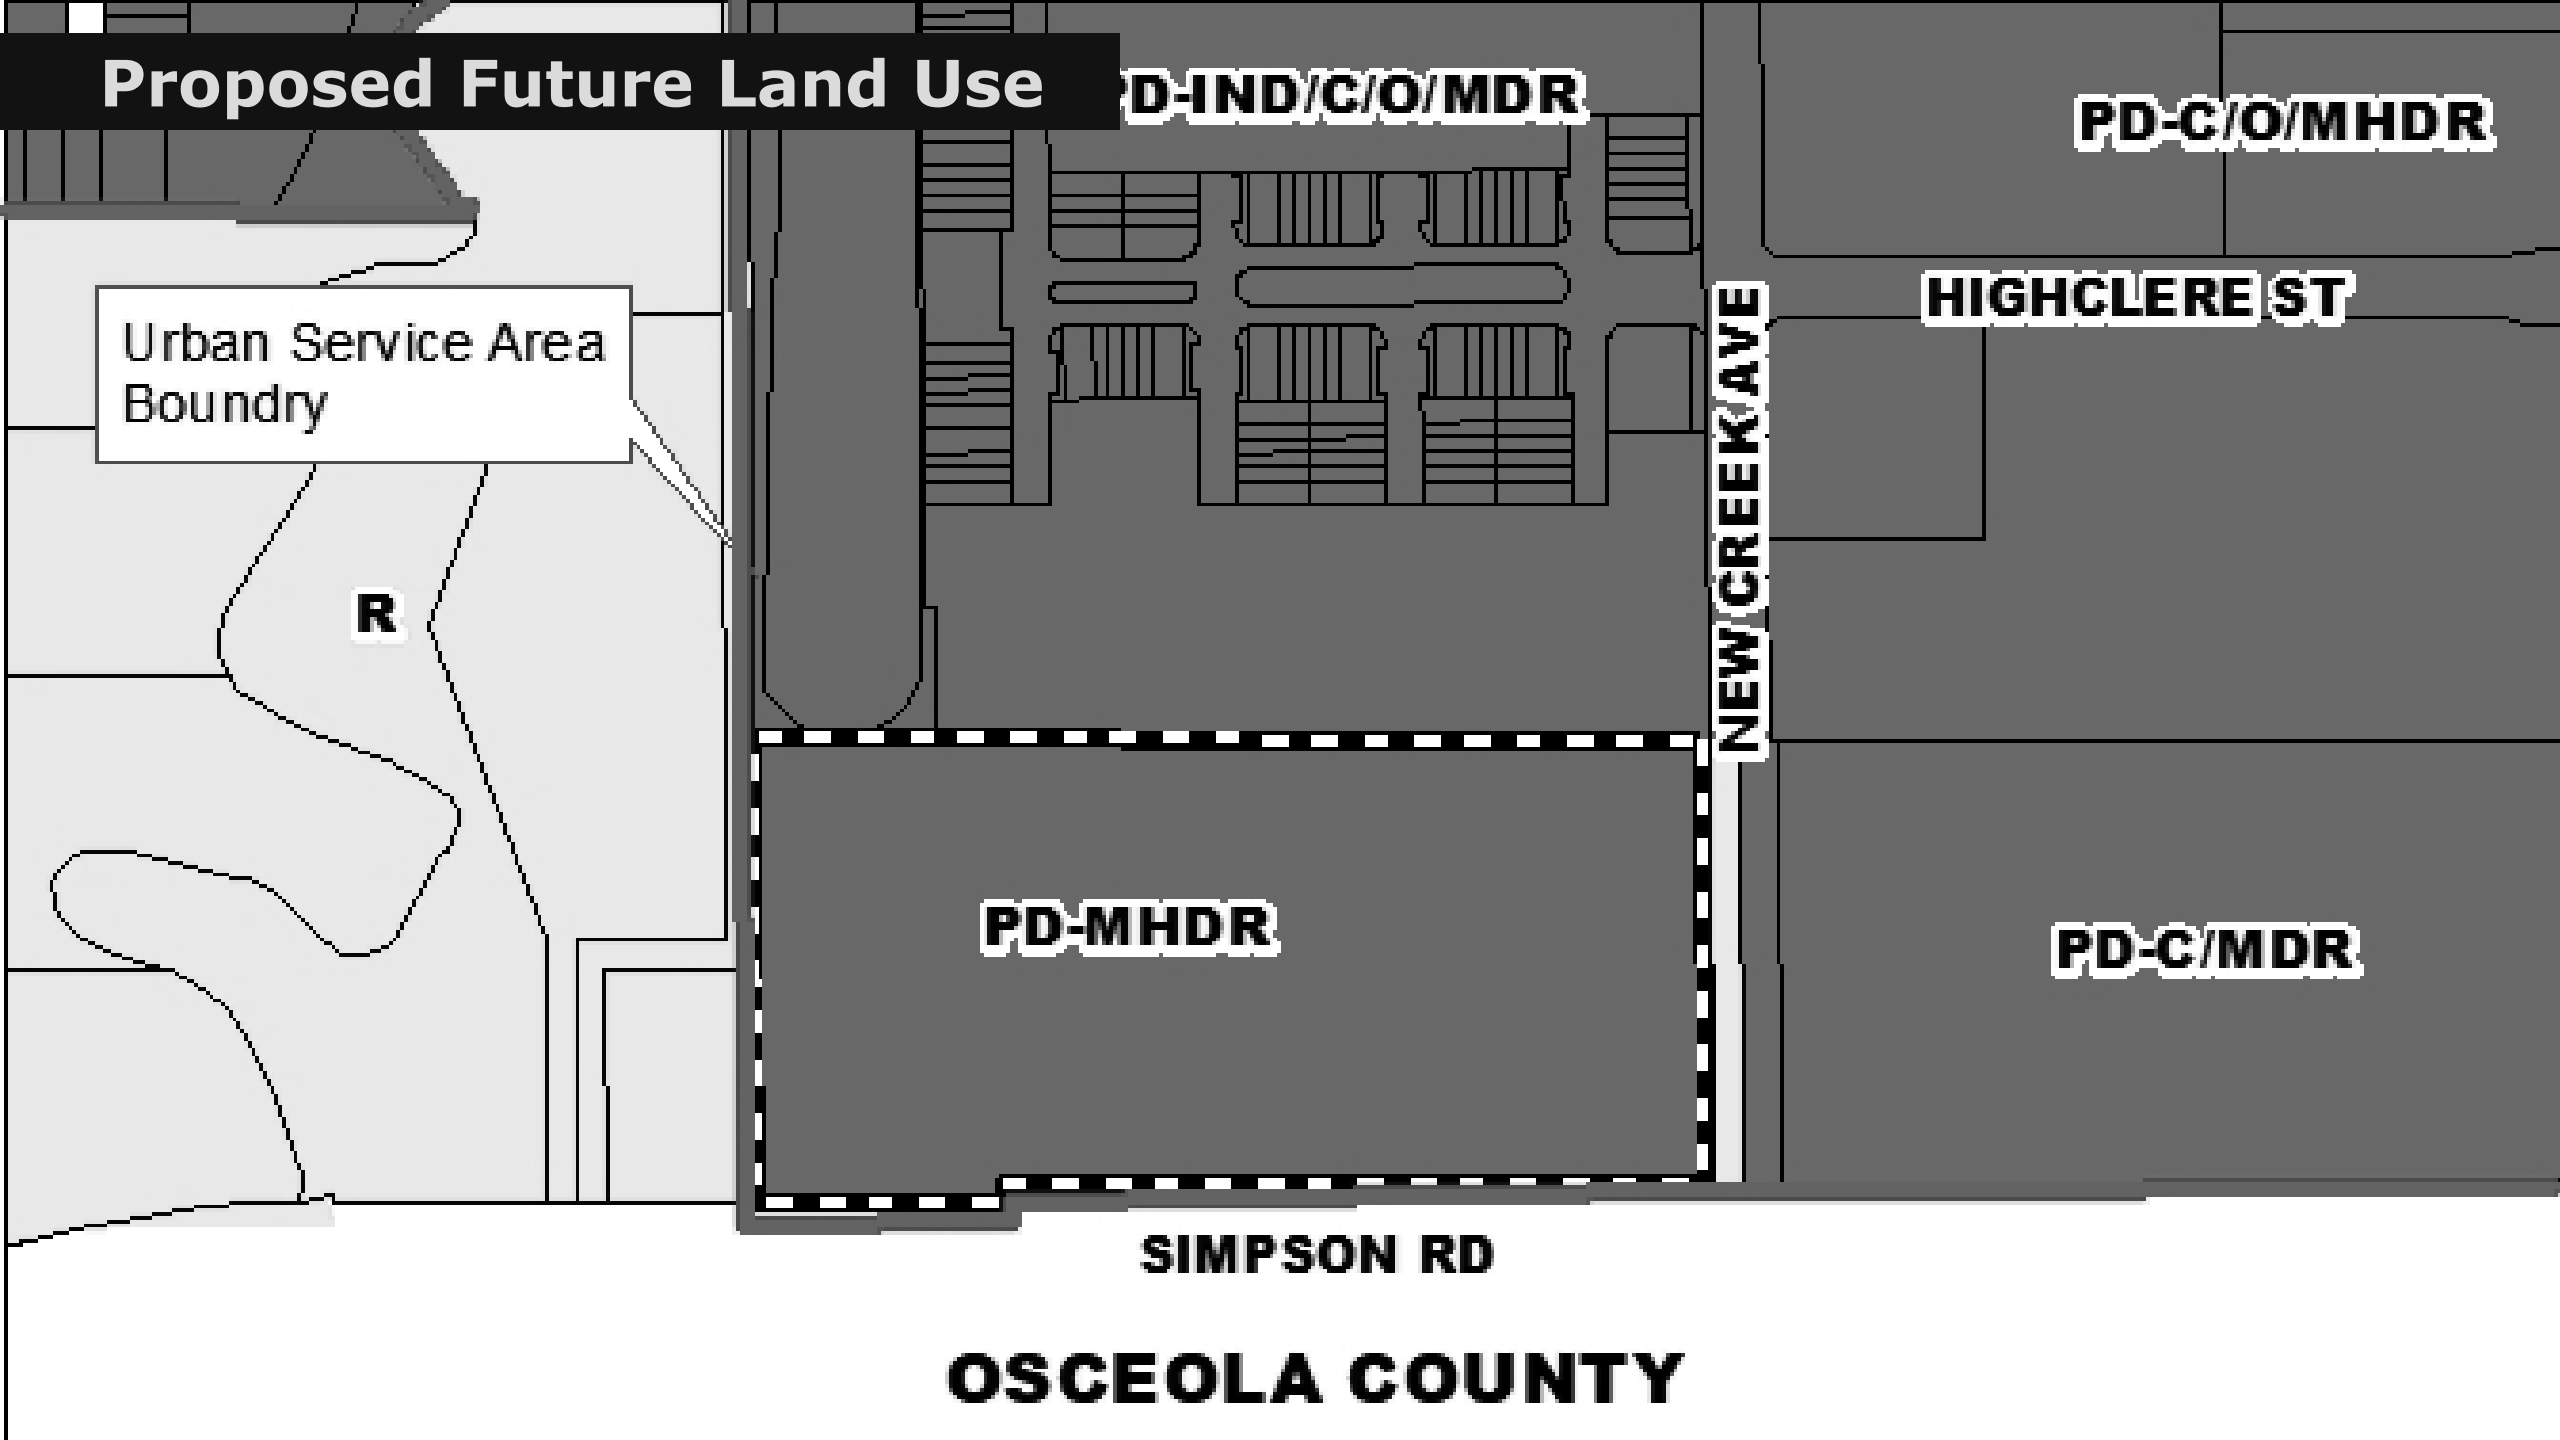 Proposed Future Land Use
PD-IND/C/O/MDR
PD-C/O/MHDR
HIGHCLERE ST
Urban Service Area
Boundry
NEW CREEK AVE
R
PD-MHDR
PD-C/MDR
SIMPSON RD
OSCEOLA COUNTY